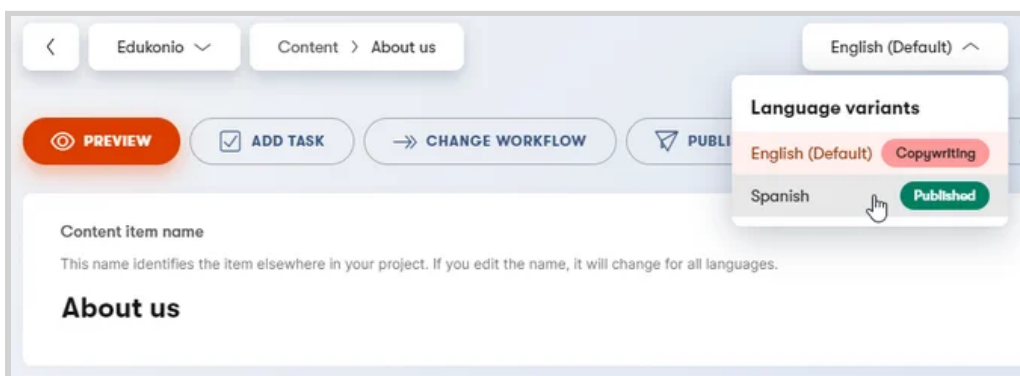 Edukonio
Content > About us
English (Default)
Language variants
PREVIEW
ADD TASK
CHANGE WORKFLOW
PUBLI
English (Default) Copywriting
Spanish Published
Content item name
This name identifies the item elsewhere in your project. If you edit the name, it will change for all languages.
About us